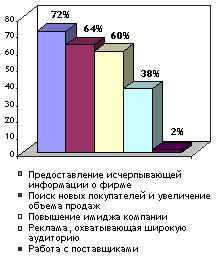 72%
64%
60%
38%
2%
80
70
60
50
40
30
20
10
0
Предоставление исчерпывающей
информации о фирме
Поиск новых покупателей и увеличение
объема продаж
Повышение имиджа компании
Реклама , охватывающая широкую
аудиторию
Работа с поставщиками